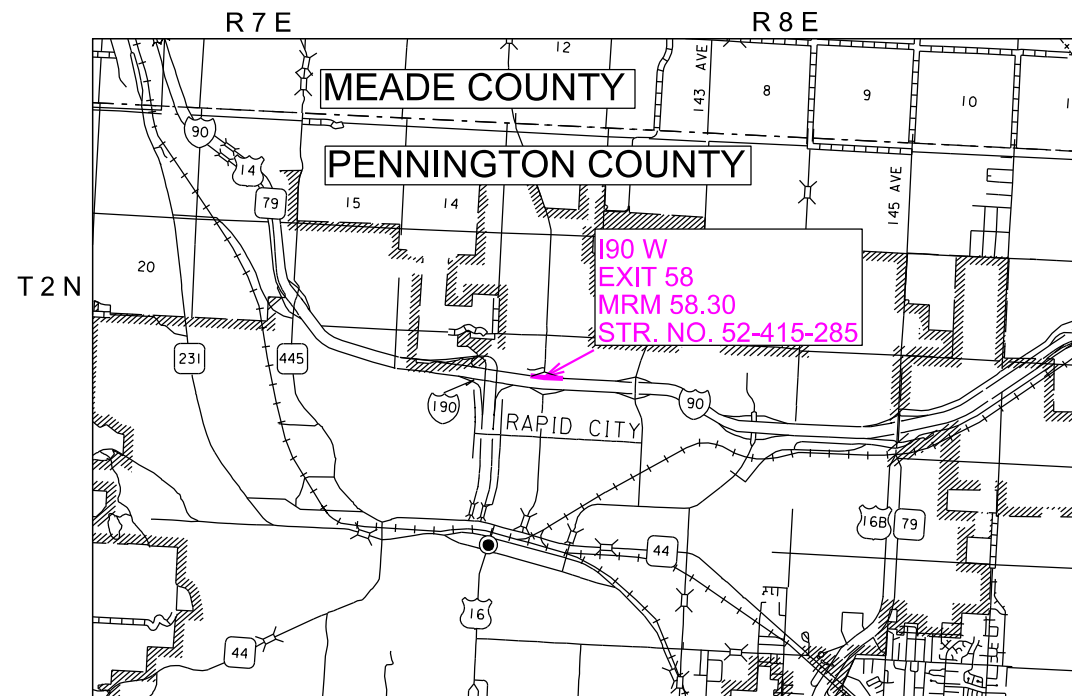 R 7 E
R 8 E
12
MEADE COUNTY
143 AVE
8
9
10
1
90
PENNINGTON COUNTY
14
79
15
14
145 AVE
T 2 N
20
I90 W
EXIT 58
MRM 58.30
STR. NO. 52-415-285
231
445
190
90
RAPID CITY
16B
79
44
16
44